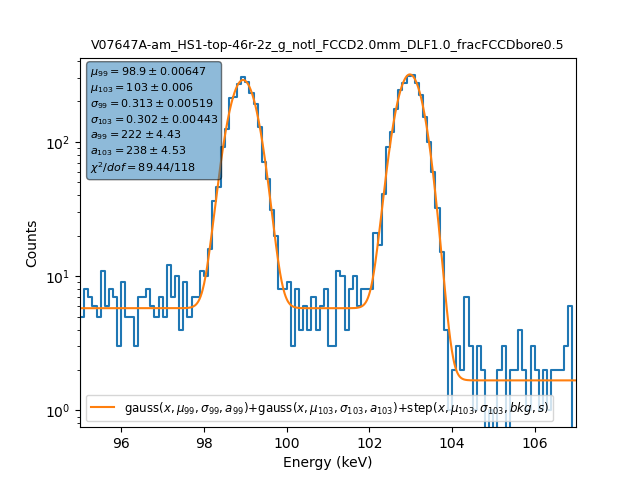 V07647A-am_HS1-top-46r-2z_g_notl_FCCD2.0mm_DLF1.0_fracFCCDbore0.5
μ₉₉ = 98.9 ± 0.00647
μ₁₀₃ = 103 ± 0.006
σ₉₉ = 0.313 ± 0.00519
σ₁₀₃ = 0.302 ± 0.00443
a₉₉ = 222 ± 4.43
a₁₀₃ = 238 ± 4.53
χ²/dof = 89.44/118
10²
10¹
10⁰
Counts
gauss(x, μ₉₉, σ₉₉, a₉₉)+gauss(x, μ₁₀₃, σ₁₀₃, a₁₀₃)+step(x, μ₁₀₃, σ₁₀₃, bkg, s)
96 98 100 102 104 106
Energy (keV)